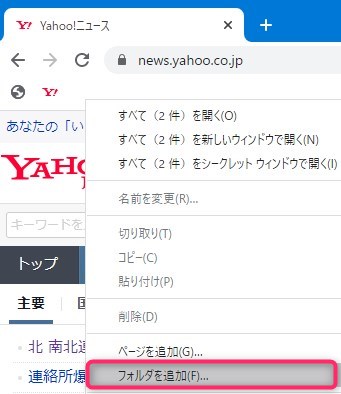 Y! Yahoo!ニュース
news.yahoo.co.jp
Y!
すべて（2 件）を開く(O)
あなたの「い
すべて（2 件）を新しいウィンドウで開く(N)
すべて（2 件）をシークレット ウィンドウで開く(I)
YAH
名前を変更(R)...
キーワードを
切り取り(T)
コピー(C)
トップ
貼り付け(P)
主要
削除(D)
北 南北連
ページを追加(G)...
連絡所爆
フォルダを追加(F)...